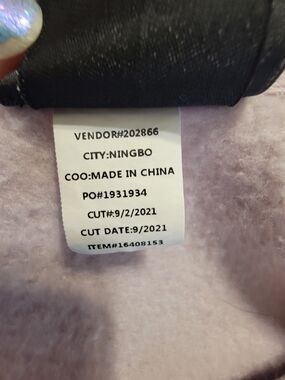 VENDOR#202866
CITY:NINGBO
COO:MADE IN CHINA
PO#1931934
CUT#:9/2/2021
CUT DATE:9/2021
ITEM#16408153